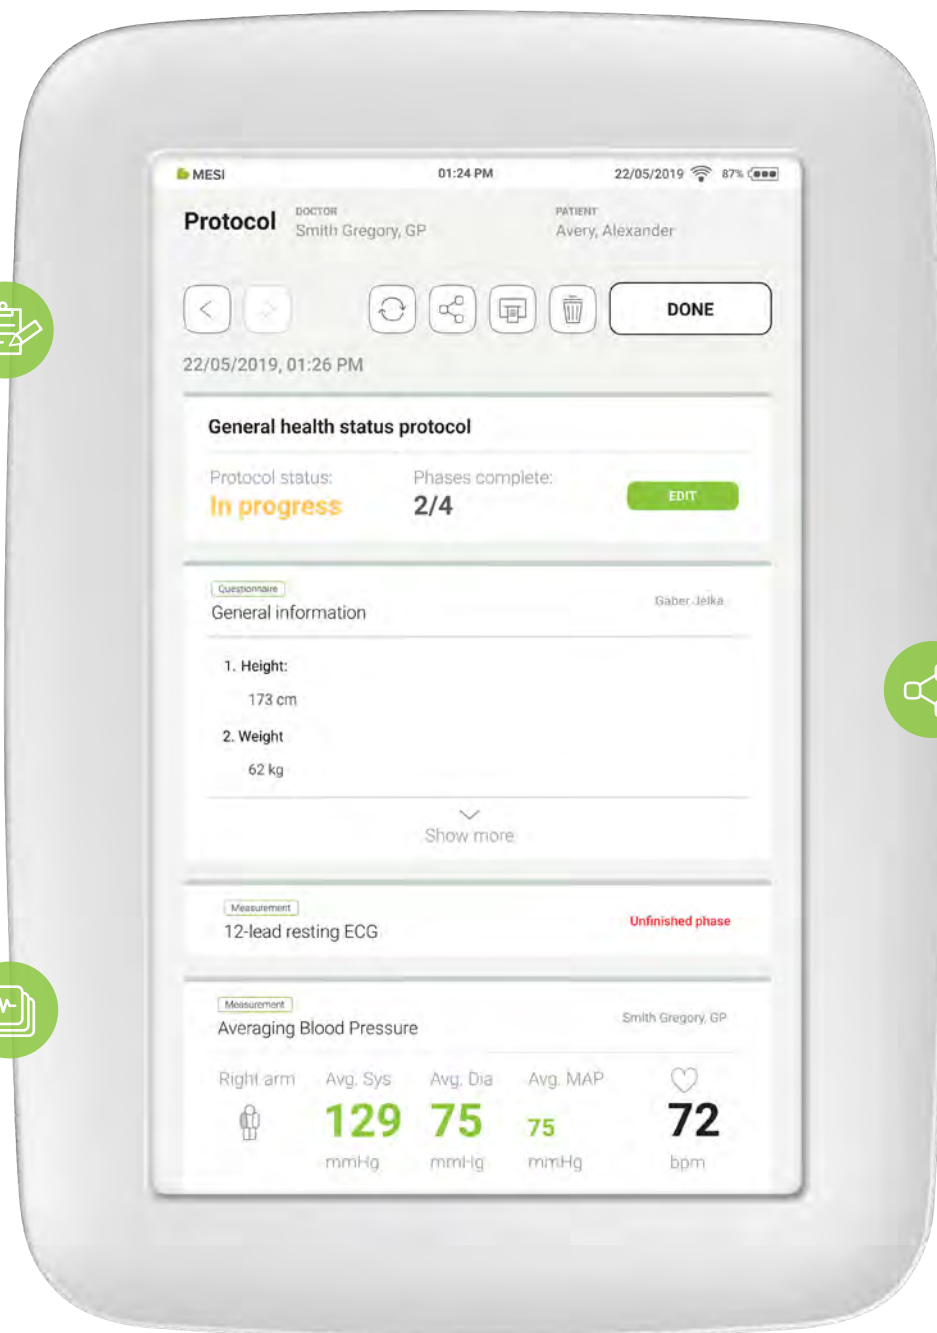 MESI 01:24 PM 22/05/2019 87%
Protocol
DOCTOR
Smith Gregory, GP
PATIENT
Avery, Alexander
DONE
22/05/2019, 01:26 PM
General health status protocol
Protocol status: Phases complete:
In progress 2/4 EDIT
Questionnaire
General information Gaber Jelka
1. Height:
173 cm
2. Weight
62 kg
Show more
Measurement
12-lead resting ECG Unfinished phase
Measurement
Averaging Blood Pressure Smith Gregory, GP
Right arm Avg. Sys Avg. Dia Avg. MAP
129 75 75 72
mmHg mmHg mmHg bpm